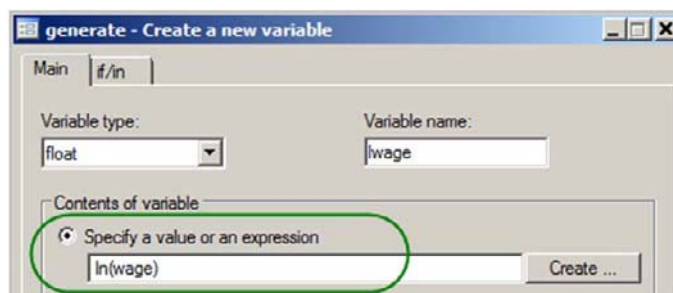 generate - Create a new variable
Main if/in
Variable type: Variable name:
float lwage
Contents of variable
Specify a value or an expression
ln(wage) Create ...